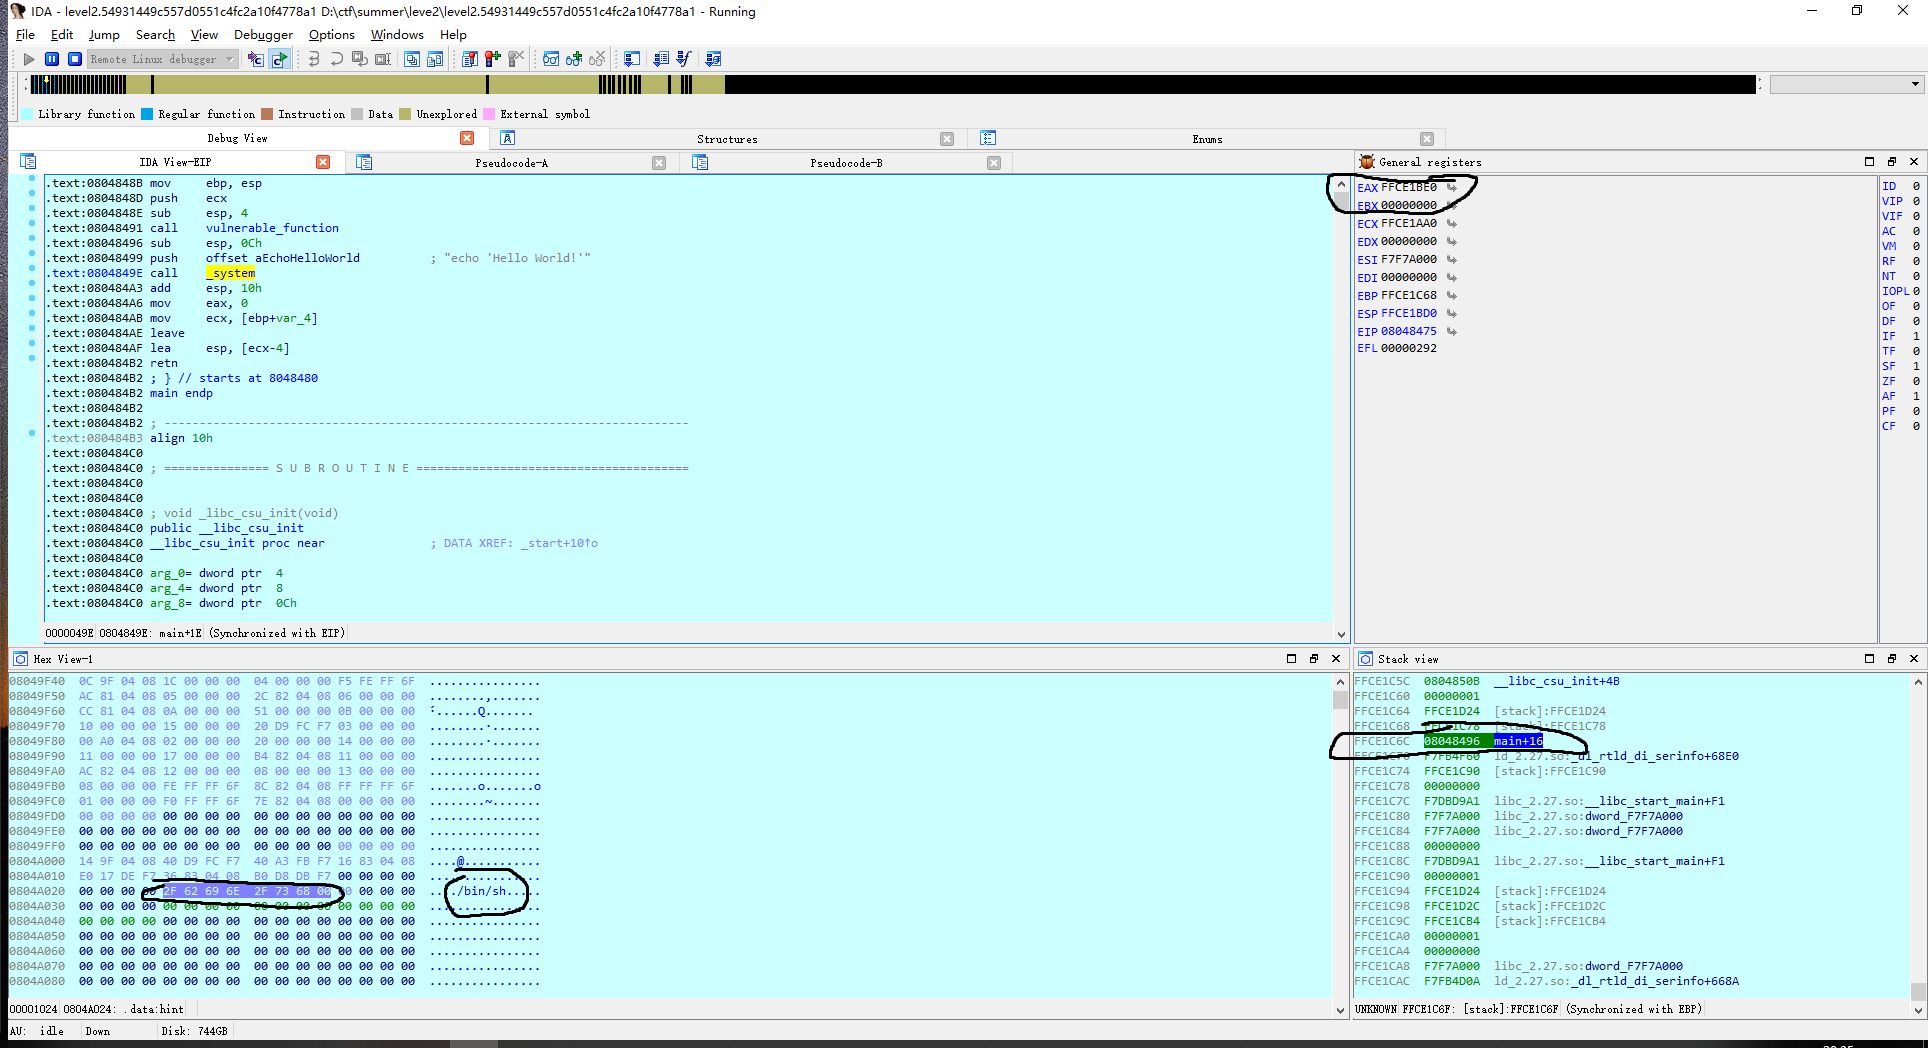 IDA - level2.54931449c557d0551c4fc2a10f4778a1 D:\ctf\summer\leve2\level2.54931449c557d0551c4fc2a10f4778a1 - Running
File Edit Jump Search View Debugger Options Windows Help
Remote Linux debugger
Library function Regular function Instruction Data Unexplored External symbol
Debug View Structures Enums
IDA View-EIP Pseudocode-A Pseudocode-B
.text:0804848B mov ebp, esp
.text:0804848D push ecx
.text:0804848E sub esp, 4
.text:08048491 call vulnerable_function
.text:08048496 sub esp, 0Ch
.text:08048499 push offset aEchoHelloWorld ; "echo 'Hello World!'"
.text:0804849E call _system
.text:080484A3 add esp, 10h
.text:080484A6 mov eax, 0
.text:080484AB mov ecx, [ebp+var_4]
.text:080484AE leave
.text:080484AF lea esp, [ecx-4]
.text:080484B2 retn
.text:080484B2 ; } // starts at 8048480
.text:080484B2 main endp
.text:080484B2
.text:080484B2 ; ---------------------------------------------------------------------------
.text:080484B3 align 10h
.text:080484C0
.text:080484C0 ; =============== S U B R O U T I N E =======================================
.text:080484C0
.text:080484C0
.text:080484C0 ; void _libc_csu_init(void)
.text:080484C0 public __libc_csu_init
.text:080484C0 __libc_csu_init proc near ; DATA XREF: _start+10↑o
.text:080484C0
.text:080484C0 arg_0= dword ptr 4
.text:080484C0 arg_4= dword ptr 8
.text:080484C0 arg_8= dword ptr 0Ch
0000049E 0804849E: main+1E (Synchronized with EIP)
General registers
EAX FFCE1BE0
EBX 00000000
ECX FFCE1AA0
EDX 00000000
ESI F7F7A000
EDI 00000000
EBP FFCE1C68
ESP FFCE1BD0
EIP 08048475
EFL 00000292
ID 0
VIP 0
VIF 0
AC 0
VM 0
RF 0
NT 0
IOPL 0
OF 0
DF 0
IF 1
TF 0
SF 1
ZF 0
AF 1
PF 0
CF 0
Hex View-1
08049F40 0C 9F 04 08 1C 00 00 00 04 00 00 00 F5 FE FF 6F ................
08049F50 AC 81 04 08 05 00 00 00 2C 82 04 08 06 00 00 00 ........,.......
08049F60 CC 81 04 08 0A 00 00 00 51 00 00 00 0B 00 00 00
08049F70 10 00 00 00 15 00 00 00 20 D9 FC F7 03 00 00 00
08049F80 00 A0 04 08 02 00 00 00 20 00 00 00 14 00 00 00
08049F90 11 00 00 00 17 00 00 00 B4 82 04 08 11 00 00 00 ................
08049FA0 AC 82 04 08 12 00 00 00 08 00 00 00 13 00 00 00 ................
08049FB0 08 00 00 00 FE FF FF 6F 8C 82 04 08 FF FF FF 6F .......o.......o
08049FC0 01 00 00 00 F0 FF FF 6F 7E 82 04 08 00 00 00 00
08049FD0 00 00 00 00 00 00 00 00 00 00 00 00 00 00 00 00 ................
08049FE0 00 00 00 00 00 00 00 00 00 00 00 00 00 00 00 00 ................
08049FF0 00 00 00 00 00 00 00 00 00 00 00 00 00 00 00 00 ................
0804A000 14 9F 04 08 40 D9 FC F7 40 A3 FB F7 16 83 04 08 ....@...........
0804A010 E0 17 DE F7 36 83 04 08 B0 D8 DB F7 00 00 00 00
0804A020 00 00 00 00 2F 62 69 6E 2F 73 68 00 00 00 00 00 ..../bin/sh.....
0804A030 00 00 00 00 00 00 00 00 00 00 00 00 00 00 00 00
0804A040 00 00 00 00 00 00 00 00 00 00 00 00 00 00 00 00 ................
0804A050 00 00 00 00 00 00 00 00 00 00 00 00 00 00 00 00 ................
0804A060 00 00 00 00 00 00 00 00 00 00 00 00 00 00 00 00 ................
0804A070 00 00 00 00 00 00 00 00 00 00 00 00 00 00 00 00 ................
0804A080 00 00 00 00 00 00 00 00 00 00 00 00 00 00 00 00 ................
00001024 0804A024: .data:hint
Stack view
FFCE1C5C 0804850B __libc_csu_init+4B
FFCE1C60 00000001
FFCE1C64 FFCE1D24 [stack]:FFCE1D24
FFCE1C68 FFCE1C78 [stack]:FFCE1C78
FFCE1C6C 08048496 main+16
FFCE1C70 F7FB4F60 ld_2.27.so:_dl_rtld_di_serinfo+68E0
FFCE1C74 FFCE1C90 [stack]:FFCE1C90
FFCE1C78 00000000
FFCE1C7C F7DBD9A1 libc_2.27.so:__libc_start_main+F1
FFCE1C80 F7F7A000 libc_2.27.so:dword_F7F7A000
FFCE1C84 F7F7A000 libc_2.27.so:dword_F7F7A000
FFCE1C88 00000000
FFCE1C8C F7DBD9A1 libc_2.27.so:__libc_start_main+F1
FFCE1C90 00000001
FFCE1C94 FFCE1D24 [stack]:FFCE1D24
FFCE1C98 FFCE1D2C [stack]:FFCE1D2C
FFCE1C9C FFCE1CB4 [stack]:FFCE1CB4
FFCE1CA0 00000001
FFCE1CA4 00000000
FFCE1CA8 F7F7A000 libc_2.27.so:dword_F7F7A000
FFCE1CAC F7FB4D0A ld_2.27.so:_dl_rtld_di_serinfo+668A
UNKNOWN FFCE1C6F: [stack]:FFCE1C6F (Synchronized with EBP)
AU: idle Down Disk: 744GB